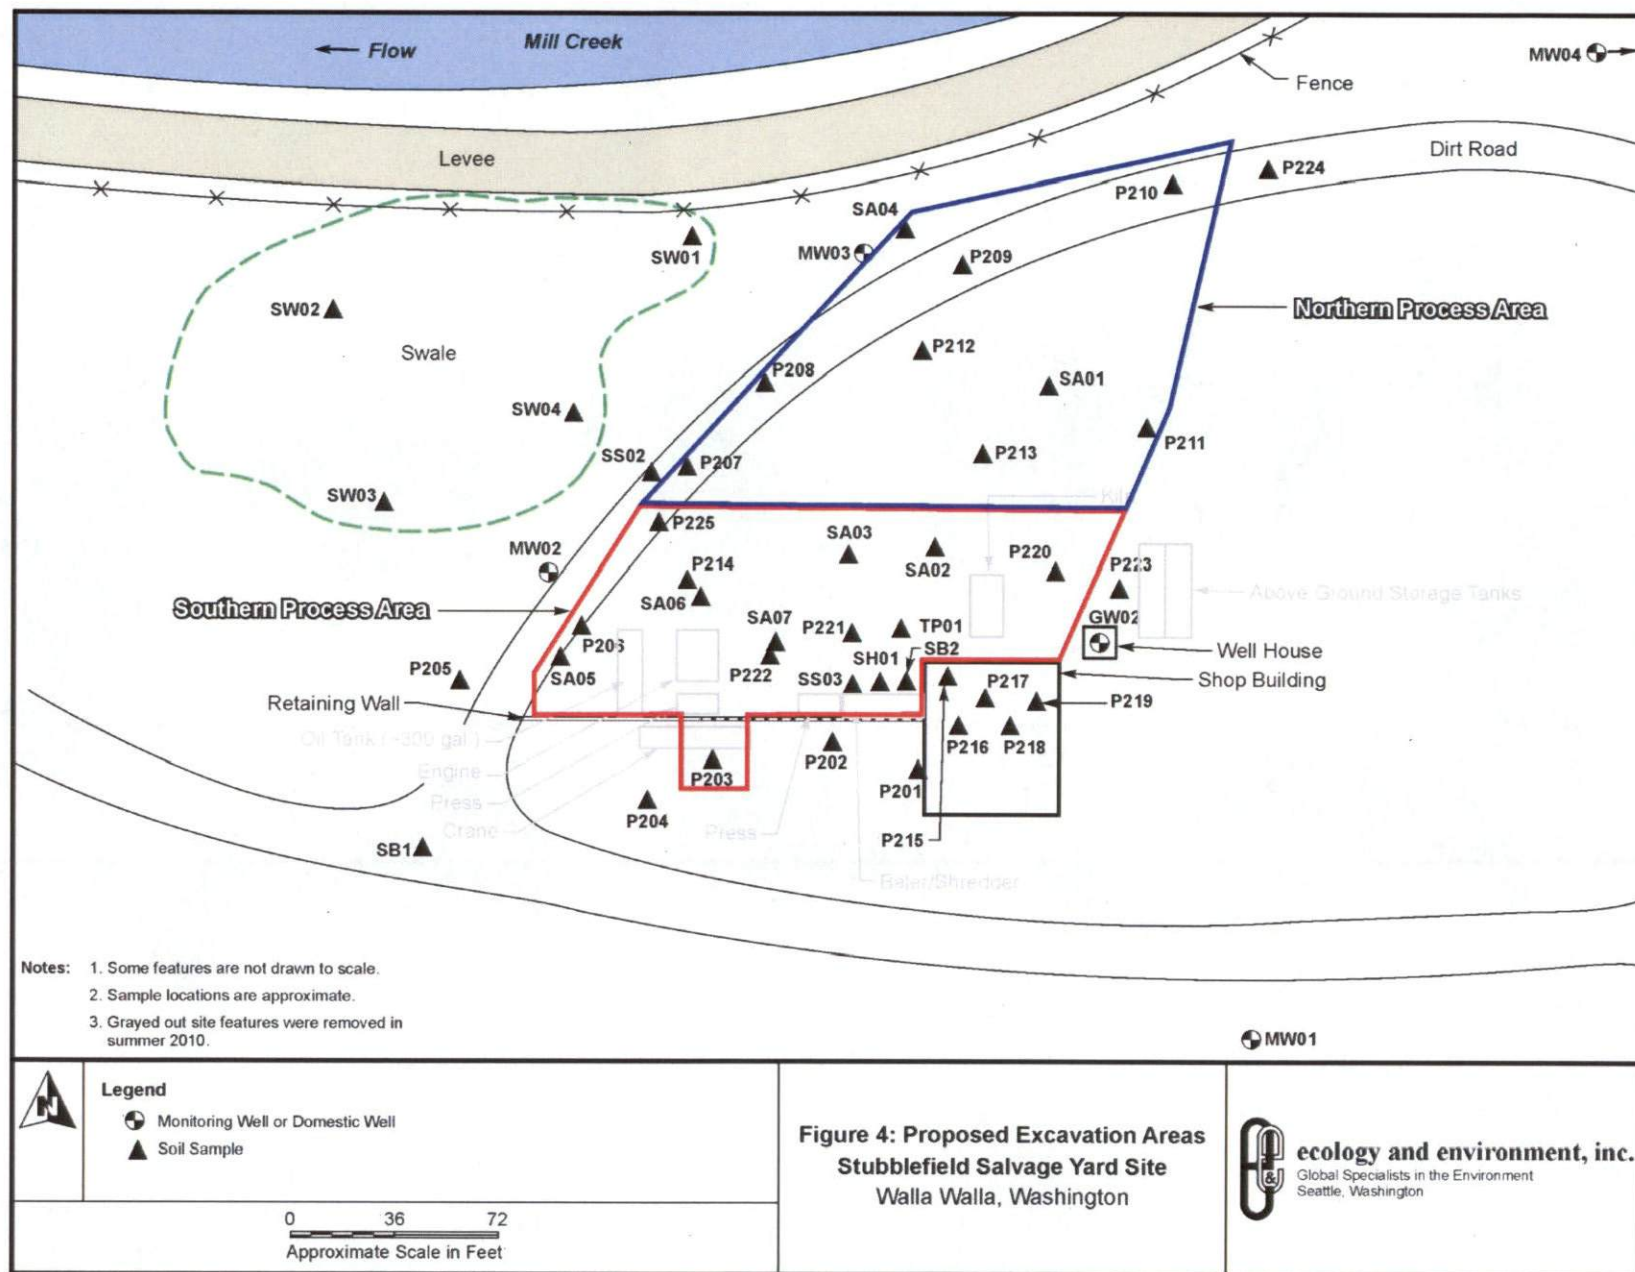 Flow
Mill Creek
MW04
Fence
Levee
Dirt Road
P224
P210
SA04
SW01
MW03
P209
SW02
Northern Process Area
Swale
P212
P208
SA01
SW04
P211
SS02
P207
P213
SW03
Kiln
P225
MW02
SA03
P220
SA02
P223
P214
Above Ground Storage Tanks
SA06
Southern Process Area
SA07
P221
TP01
GW02
P206
SB2
Well House
P205
SA05
P222
SH01
SS03
P217
Shop Building
Retaining Wall
P219
Oil Tank (~300 gal.)
P216
P218
P202
Engine
P203
P201
Press
P204
Crane
Press
P215
SB1
Baler/Shredder
Notes: 1. Some features are not drawn to scale.
2. Sample locations are approximate.
3. Grayed out site features were removed in
summer 2010.
MW01
N
Legend
Monitoring Well or Domestic Well
Soil Sample
0 36 72
Approximate Scale in Feet
Figure 4: Proposed Excavation Areas
Stubblefield Salvage Yard Site
Walla Walla, Washington
ecology and environment, inc.
Global Specialists in the Environment
Seattle, Washington